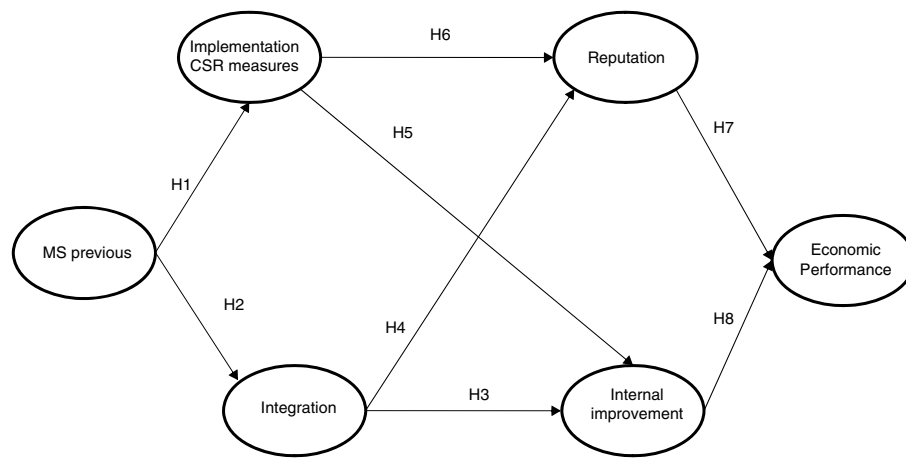 Implementation
CSR measures
H6
Reputation
H5
H7
H1
MS previous
Economic
Performance
H2
H4
H8
Integration
H3
Internal
improvement